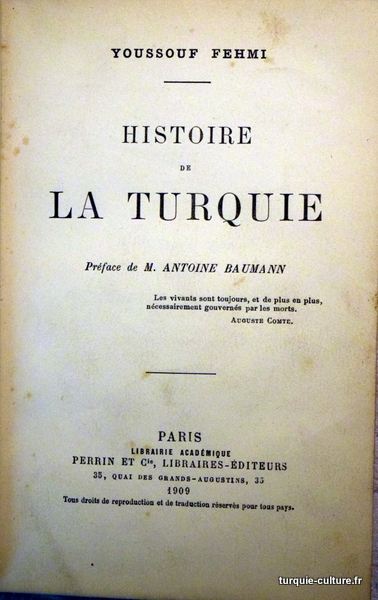 YOUSSOUF FEHMI
HISTOIRE
DE
LA TURQUIE
Préface de M. ANTOINE BAUMANN
Les vivants sont toujours, et de plus en plus,
nécessairement gouvernés par les morts.
AUGUSTE COMTE.
PARIS
LIBRAIRIE ACADÉMIQUE
PERRIN ET Cie, LIBRAIRES-ÉDITEURS
35, QUAI DES GRANDS-AUGUSTINS, 35
1909
Tous droits de reproduction et de traduction réservés pour tous pays.
turquie-culture.fr